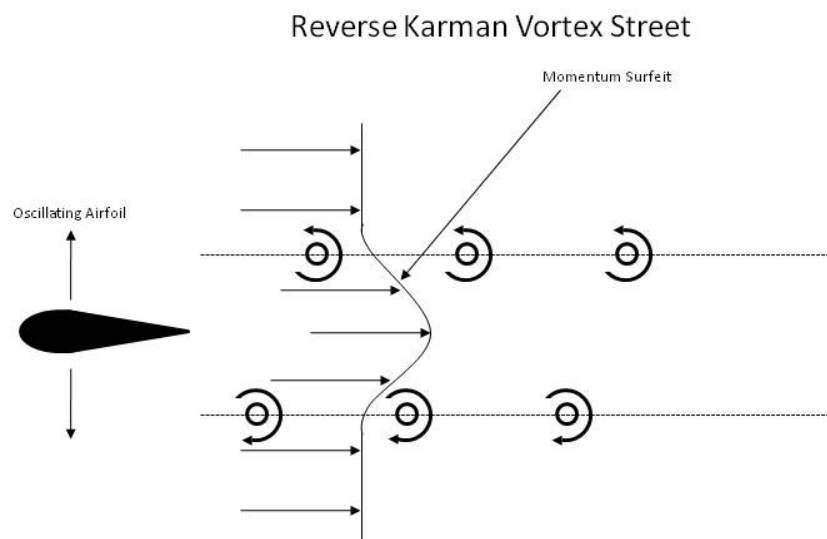 Reverse Karman Vortex Street
Momentum Surfeit
Oscillating Airfoil